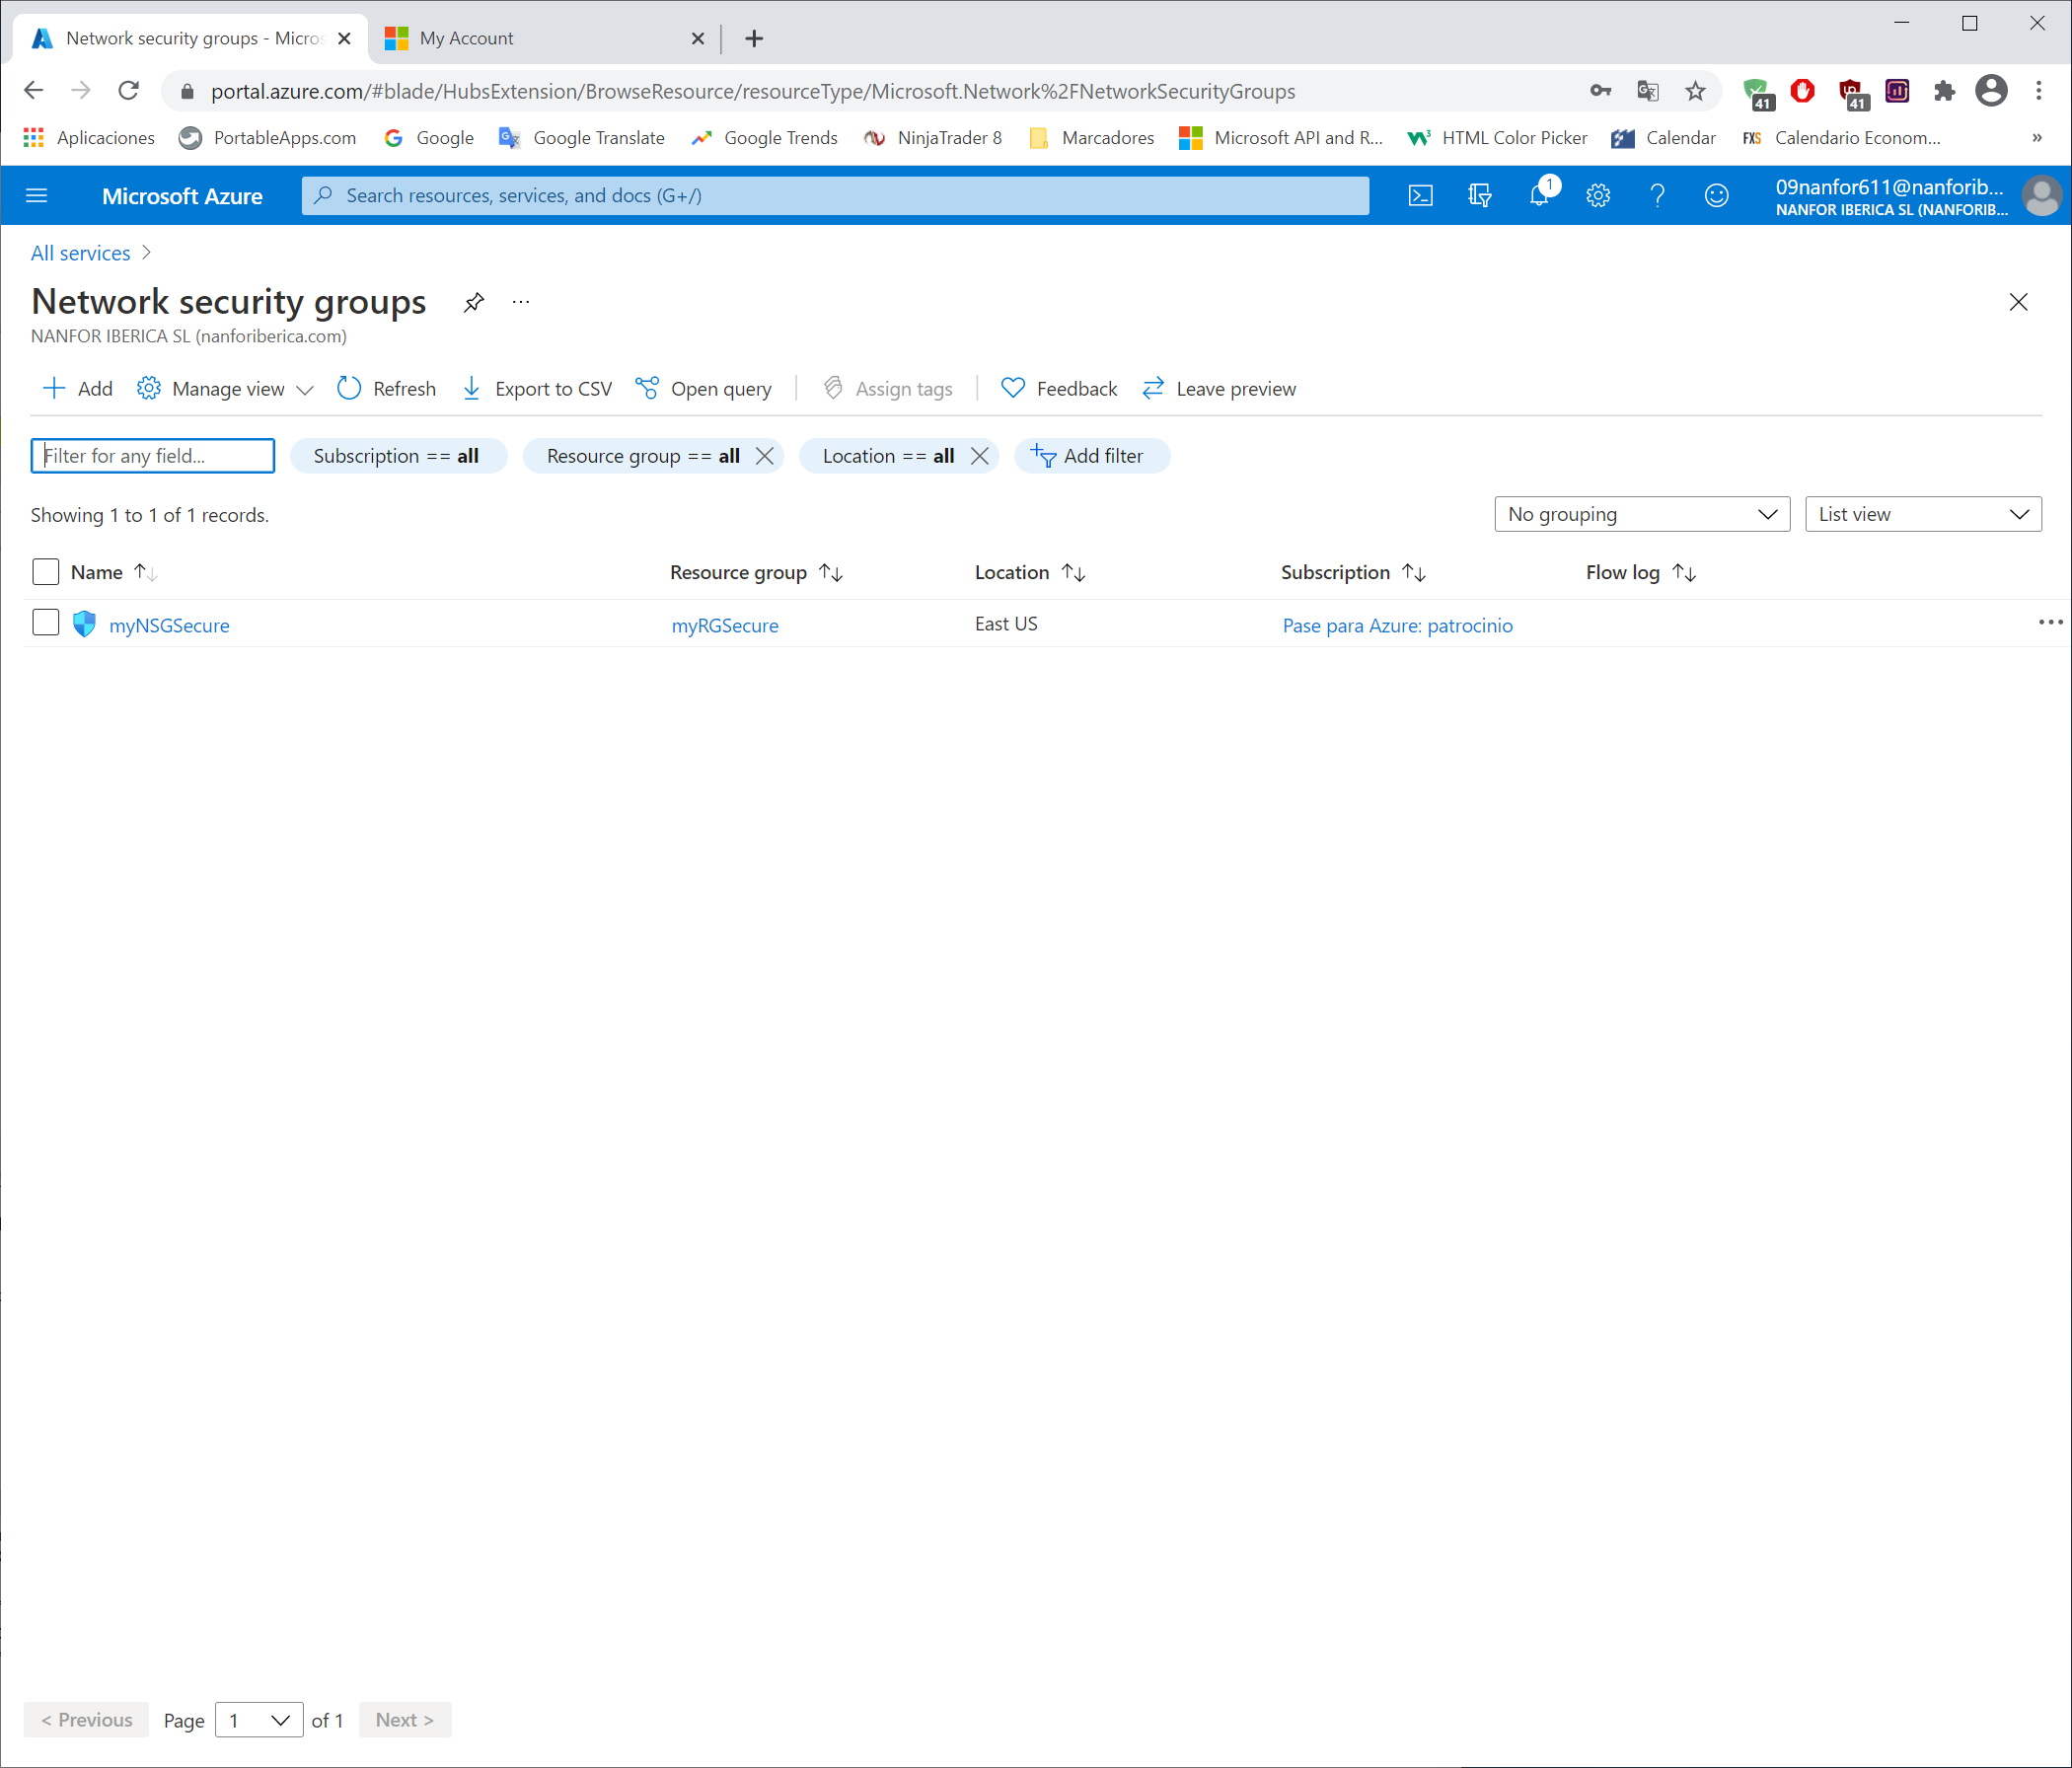 Network security groups - Micros
My Account
portal.azure.com/#blade/HubsExtension/BrowseResource/resourceType/Microsoft.Network%2FNetworkSecurityGroups
41
41
Aplicaciones
PortableApps.com
Google
Google Translate
Google Trends
NinjaTrader 8
Marcadores
Microsoft API and R...
HTML Color Picker
Calendar
FXS
Calendario Econom...
»
Microsoft Azure
Search resources, services, and docs (G+/)
1
09nanfor611@nanforib...
NANFOR IBERICA SL (NANFORIB...
All services >
Network security groups
NANFOR IBERICA SL (nanforiberica.com)
Add
Manage view
Refresh
Export to CSV
Open query
Assign tags
Feedback
Leave preview
Filter for any field...
Subscription == all
Resource group == all
Location == all
Add filter
Showing 1 to 1 of 1 records.
No grouping
List view
Name
Resource group
Location
Subscription
Flow log
myNSGSecure
myRGSecure
East US
Pase para Azure: patrocinio
< Previous
Page
1
of 1
Next >